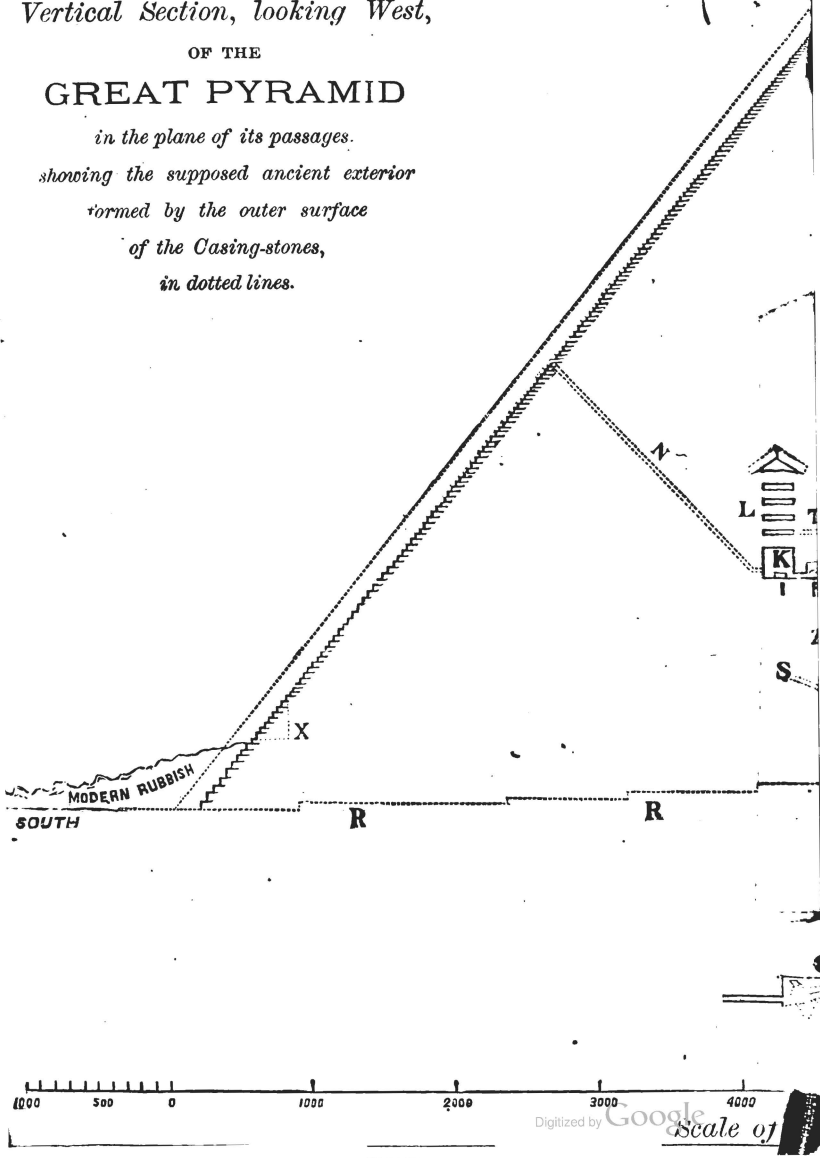 Vertical Section, looking West,
OF THE
GREAT PYRAMID
in the plane of its passages.
showing the supposed ancient exterior
formed by the outer surface
of the Casing-stones,
in dotted lines.
N
L
T
K
I
S
X
MODERN RUBBISH
SOUTH
R
R
1000 500 0 1000 2000 3000 4000
Digitized by Google
Scale of